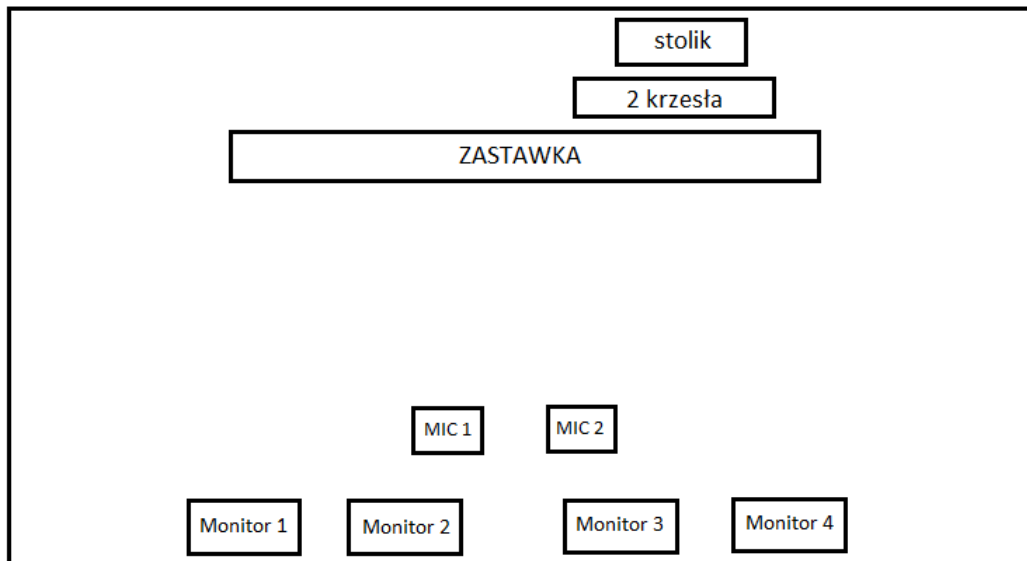 stolik
2 krzesła
ZASTAWKA
MIC 1
MIC 2
Monitor 1
Monitor 2
Monitor 3
Monitor 4